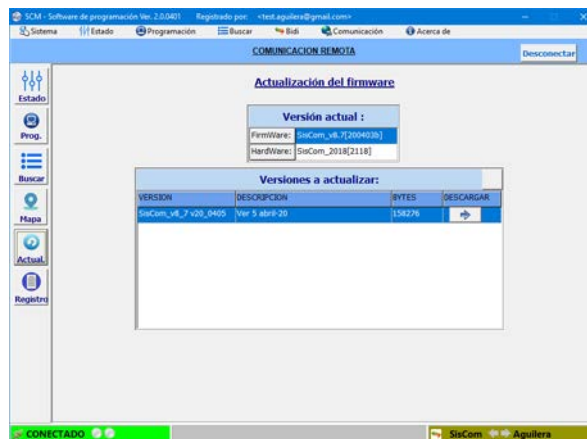 SCM - Software de programación Ver. 2.0.0401 Registrado por: <test.aguilera@gmail.com>
Sistema Estado Programación Buscar Bidi Comunicación Acerca de
COMUNICACION REMOTA
Desconectar
Actualización del firmware
Estado
Versión actual :
FirmWare: SisCom_v8.7[200403b]
HardWare: SisCom_2018[2118]
Prog.
Buscar
Versiones a actualizar:
VERSION DESCRIPCION BYTES DESCARGAR
SisCom_v8_7 v20_0405 Ver 5 abril-20 158276
Mapa
Actual.
Registro
CONECTADO
SisCom Aguilera